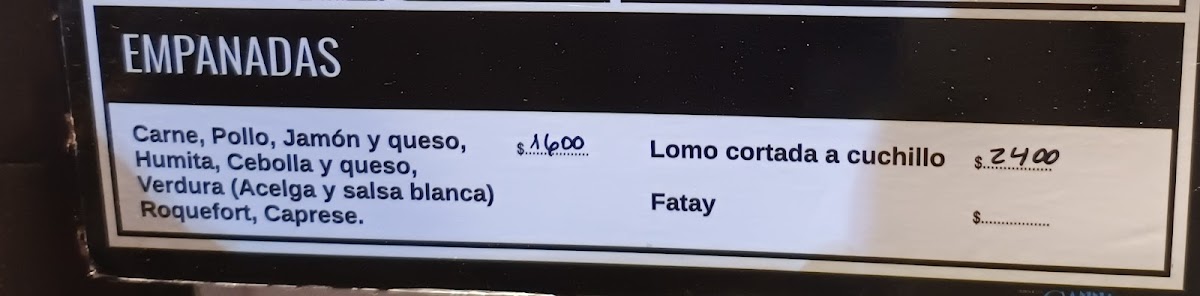 EMPANADAS
Carne, Pollo, Jamón y queso,
Humita, Cebolla y queso,
Verdura (Acelga y salsa blanca)
Roquefort, Caprese.
$1600
Lomo cortada a cuchillo $2400
Fatay $